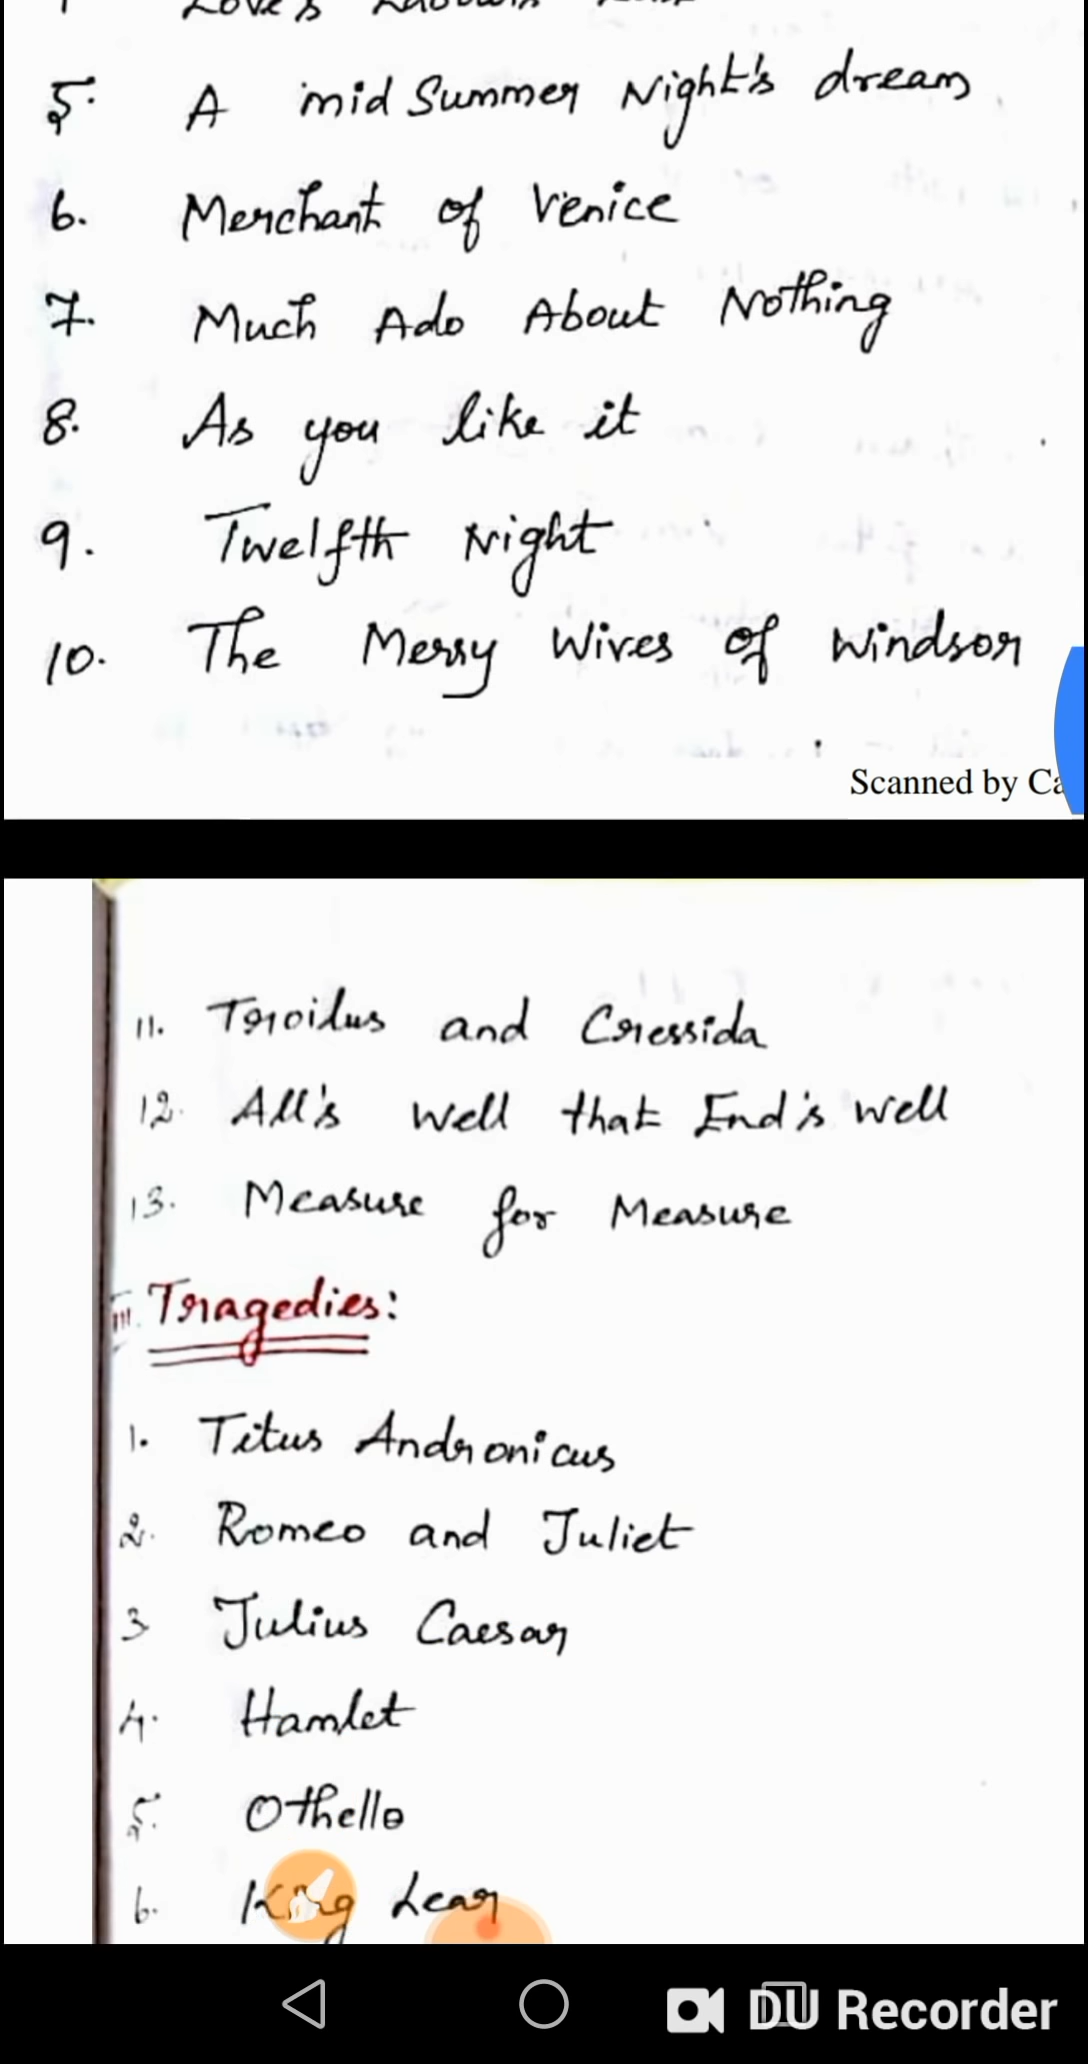 5. A mid Summer Night's dream
6. Merchant of Venice
7. Much Ado About Nothing
8. As you like it
9. Twelfth Night
10. The Merry Wives of Windsor
Scanned by
11. Troilus and Cressida
12. All's well that End's well
13. Measure for Measure
III. Tragedies:
1. Titus Andronicus
2. Romeo and Juliet
3 Julius Caesar
4. Hamlet
5. Othello
6. King Lear
DU Recorder